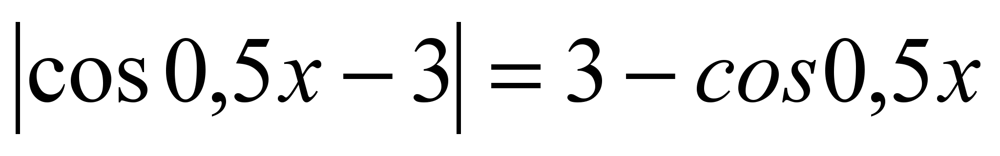 |cos 0,5x − 3| = 3 − cos0,5x